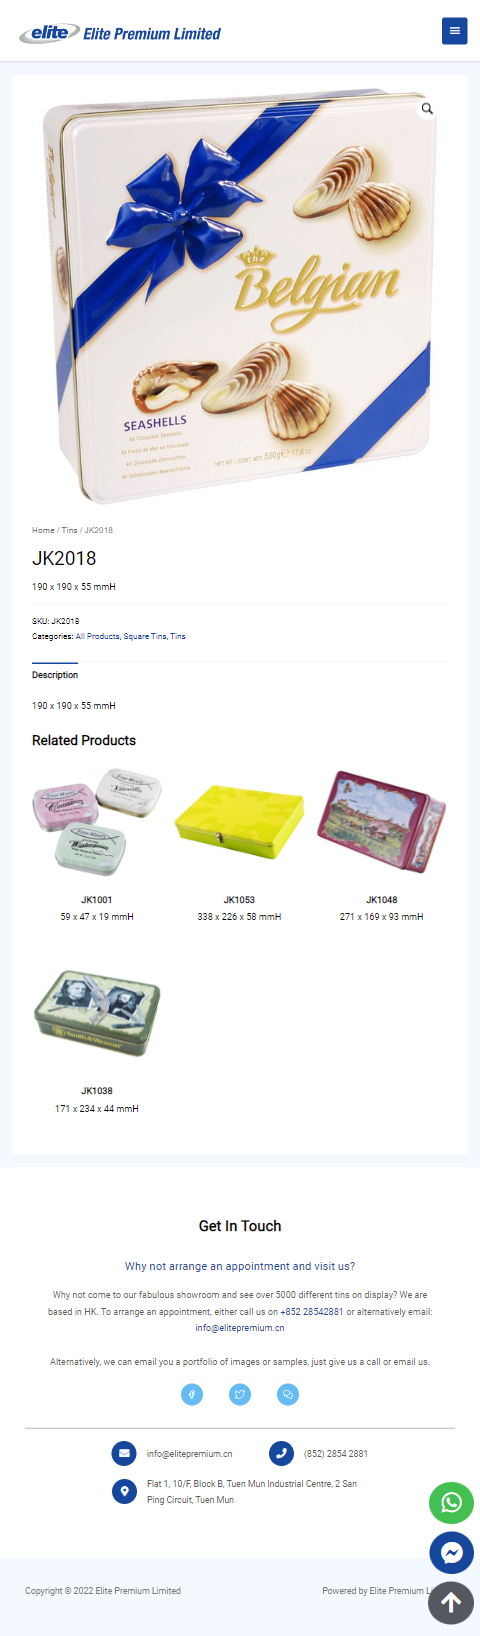 elite Elite Premium Limited
the
Belgian
Belgian
SEASHELLS
NET WT. / CONT. NET 500g e 17,6 oz
Home / Tins / JK2018
JK2018
190 x 190 x 55 mmH
SKU: JK2018
Categories: All Products, Square Tins, Tins
Description
190 x 190 x 55 mmH
Related Products
JK1001
JK1053
JK1048
59 x 47 x 19 mmH
338 x 226 x 58 mmH
271 x 169 x 93 mmH
Smith & Wesson
JK1038
171 x 234 x 44 mmH
Get In Touch
Why not arrange an appointment and visit us?
Why not come to our fabulous showroom and see over 5000 different tins on display? We are
based in HK. To arrange an appointment, either call us on +852 28542881 or alternatively email:
info@elitepremium.cn
Alternatively, we can email you a portfolio of images or samples, just give us a call or email us.
info@elitepremium.cn
(852) 2854 2881
Flat 1, 10/F, Block B, Tuen Mun Industrial Centre, 2 San
Ping Circuit, Tuen Mun
Copyright © 2022 Elite Premium Limited
Powered by Elite Premium